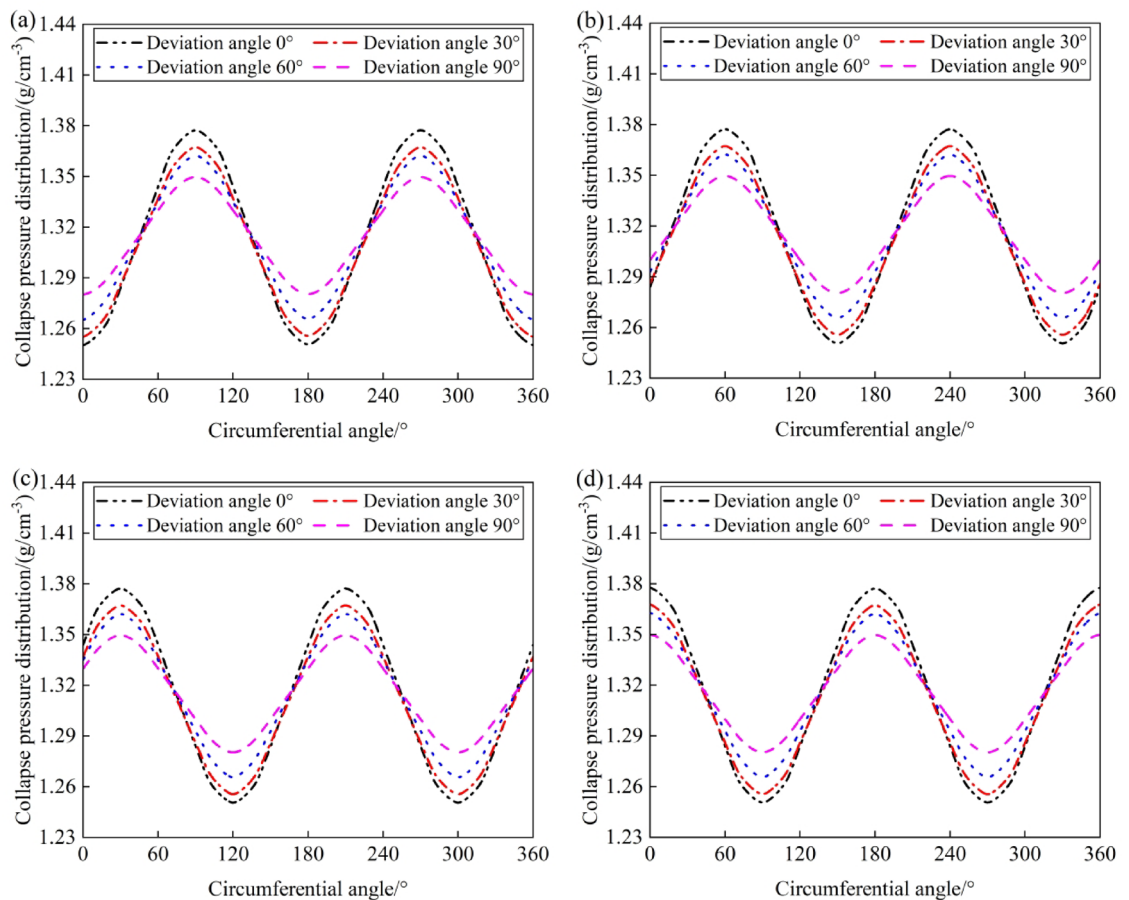 (a)
Deviation angle 0° Deviation angle 30°
Deviation angle 60° Deviation angle 90°
Collapse pressure distribution/(g/cm⁻³)
1.44
1.41
1.38
1.35
1.32
1.29
1.26
1.23
0 60 120 180 240 300 360
Circumferential angle/°
(b)
Deviation angle 0° Deviation angle 30°
Deviation angle 60° Deviation angle 90°
Collapse pressure distribution/(g/cm⁻³)
1.44
1.41
1.38
1.35
1.32
1.29
1.26
1.23
0 60 120 180 240 300 360
Circumferential angle/°
(c)
Deviation angle 0° Deviation angle 30°
Deviation angle 60° Deviation angle 90°
Collapse pressure distribution/(g/cm⁻³)
1.44
1.41
1.38
1.35
1.32
1.29
1.26
1.23
0 60 120 180 240 300 360
Circumferential angle/°
(d)
Deviation angle 0° Deviation angle 30°
Deviation angle 60° Deviation angle 90°
Collapse pressure distribution/(g/cm⁻³)
1.44
1.41
1.38
1.35
1.32
1.29
1.26
1.23
0 60 120 180 240 300 360
Circumferential angle/°